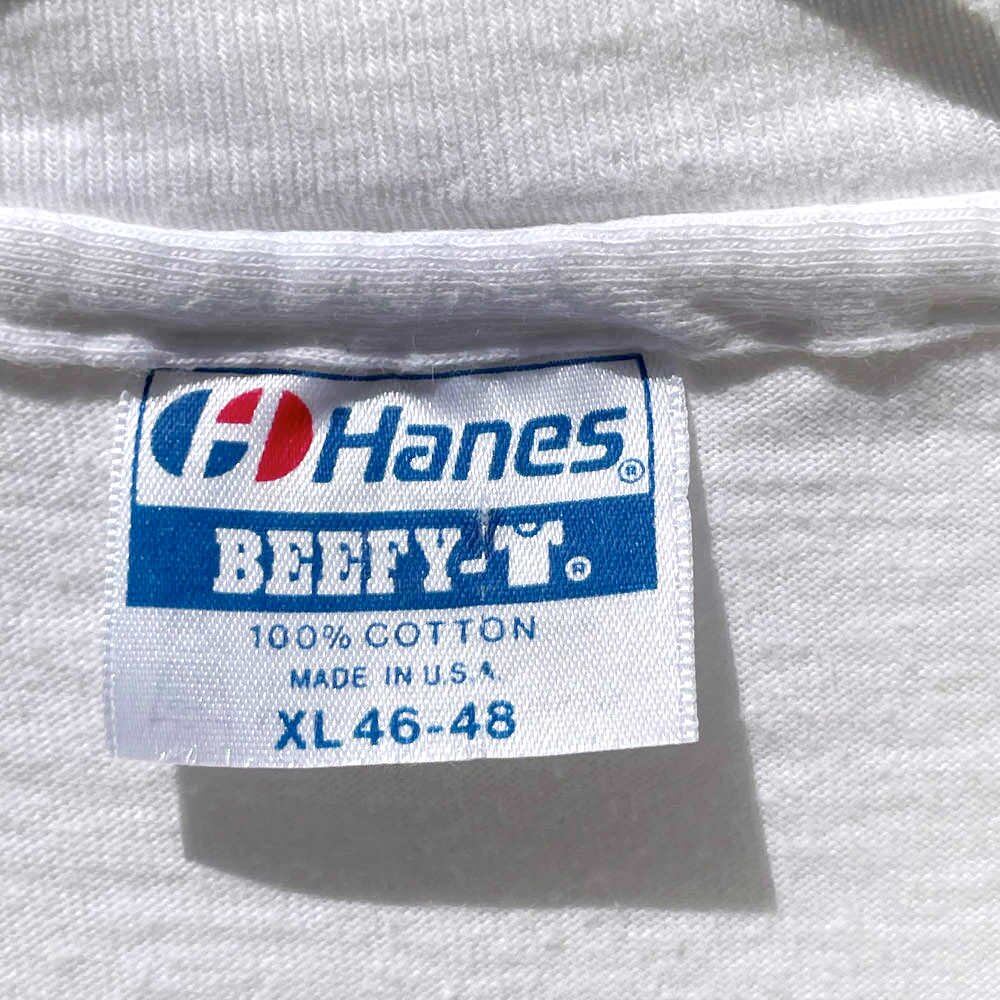 Hanes®
BEEFY-T®
100% COTTON
MADE IN U.S.A.
XL 46-48